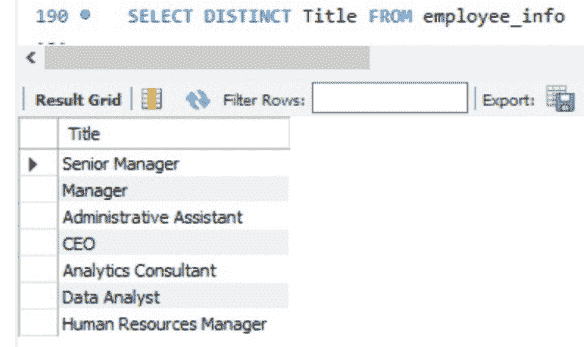 190 SELECT DISTINCT Title FROM employee_info
Result Grid Filter Rows: Export:
Title
Senior Manager
Manager
Administrative Assistant
CEO
Analytics Consultant
Data Analyst
Human Resources Manager